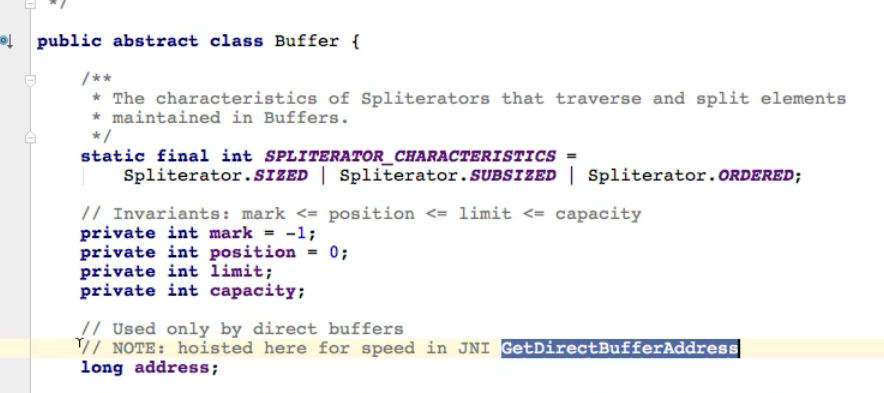 */
public abstract class Buffer {
/**
* The characteristics of Spliterators that traverse and split elements
* maintained in Buffers.
*/
static final int SPLITERATOR_CHARACTERISTICS =
Spliterator.SIZED | Spliterator.SUBSIZED | Spliterator.ORDERED;
// Invariants: mark <= position <= limit <= capacity
private int mark = -1;
private int position = 0;
private int limit;
private int capacity;
// Used only by direct buffers
// NOTE: hoisted here for speed in JNI GetDirectBufferAddress
long address;